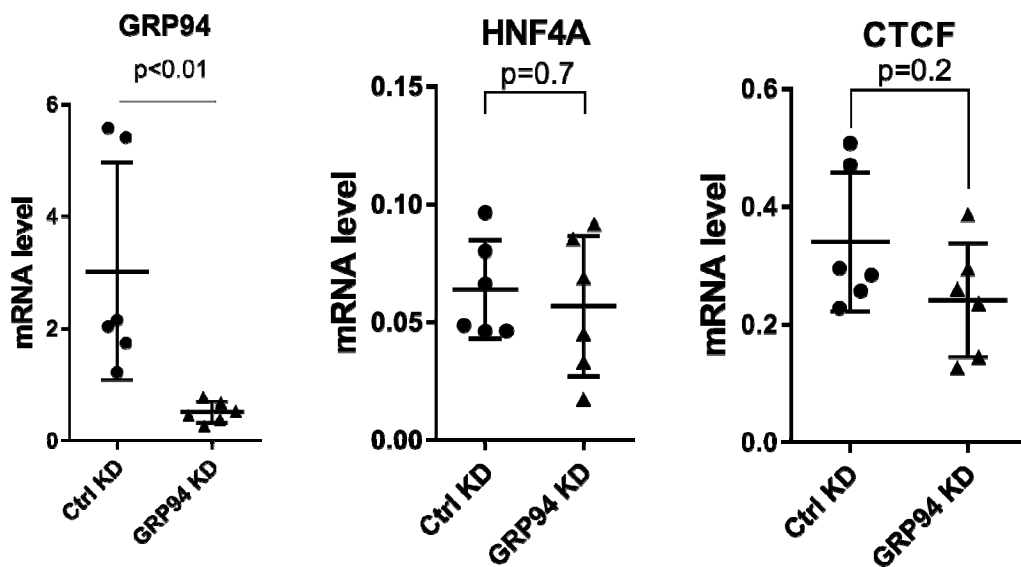 GRP94
p<0.01
mRNA level
6
4
2
0
Ctrl KD
GRP94 KD
HNF4A
p=0.7
mRNA level
0.15
0.10
0.05
0.00
Ctrl KD
GRP94 KD
CTCF
p=0.2
mRNA level
0.6
0.4
0.2
0.0
Ctrl KD
GRP94 KD